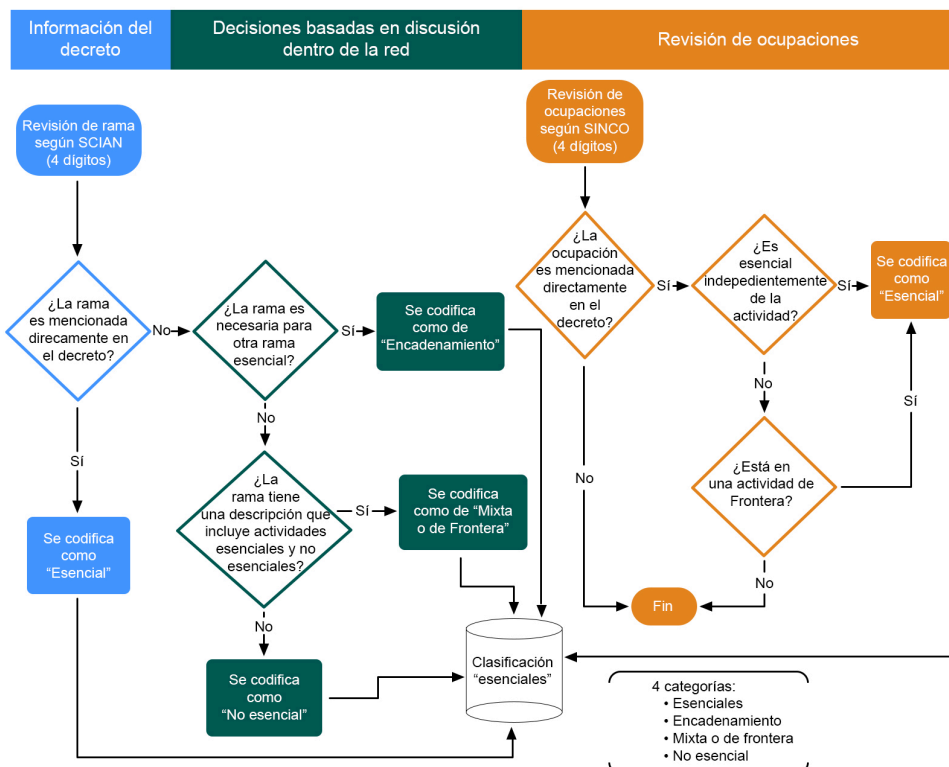 Información del
decreto
Decisiones basadas en discusión
dentro de la red
Revisión de ocupaciones
Revisión de rama
según SCIAN
(4 dígitos)
¿La rama
es mencionada
direcamente en
el decreto?
No
Sí
Se codifica
como
“Esencial”
¿La rama es
necesaria para
otra rama
esencial?
Sí
No
Se codifica
como de
“Encadenamiento”
¿La
rama tiene
una descripción que
incluye actividades
esenciales y no
esenciales?
Sí
No
Se codifica
como de “Mixta
o de Frontera”
Se codifica
como
“No esencial”
Clasificación
“esenciales”
Revisión de
ocupaciones
según SINCO
(4 dígitos)
¿La
ocupación
es mencionada
directamente
en el
decreto?
Sí
No
¿Es
esencial
independientemente
de la
actividad?
Sí
No
Se codifica
como
“Esencial”
¿Está en
una actividad de
Frontera?
Sí
No
Fin
4 categorías:
• Esenciales
• Encadenamiento
• Mixta o de frontera
• No esencial